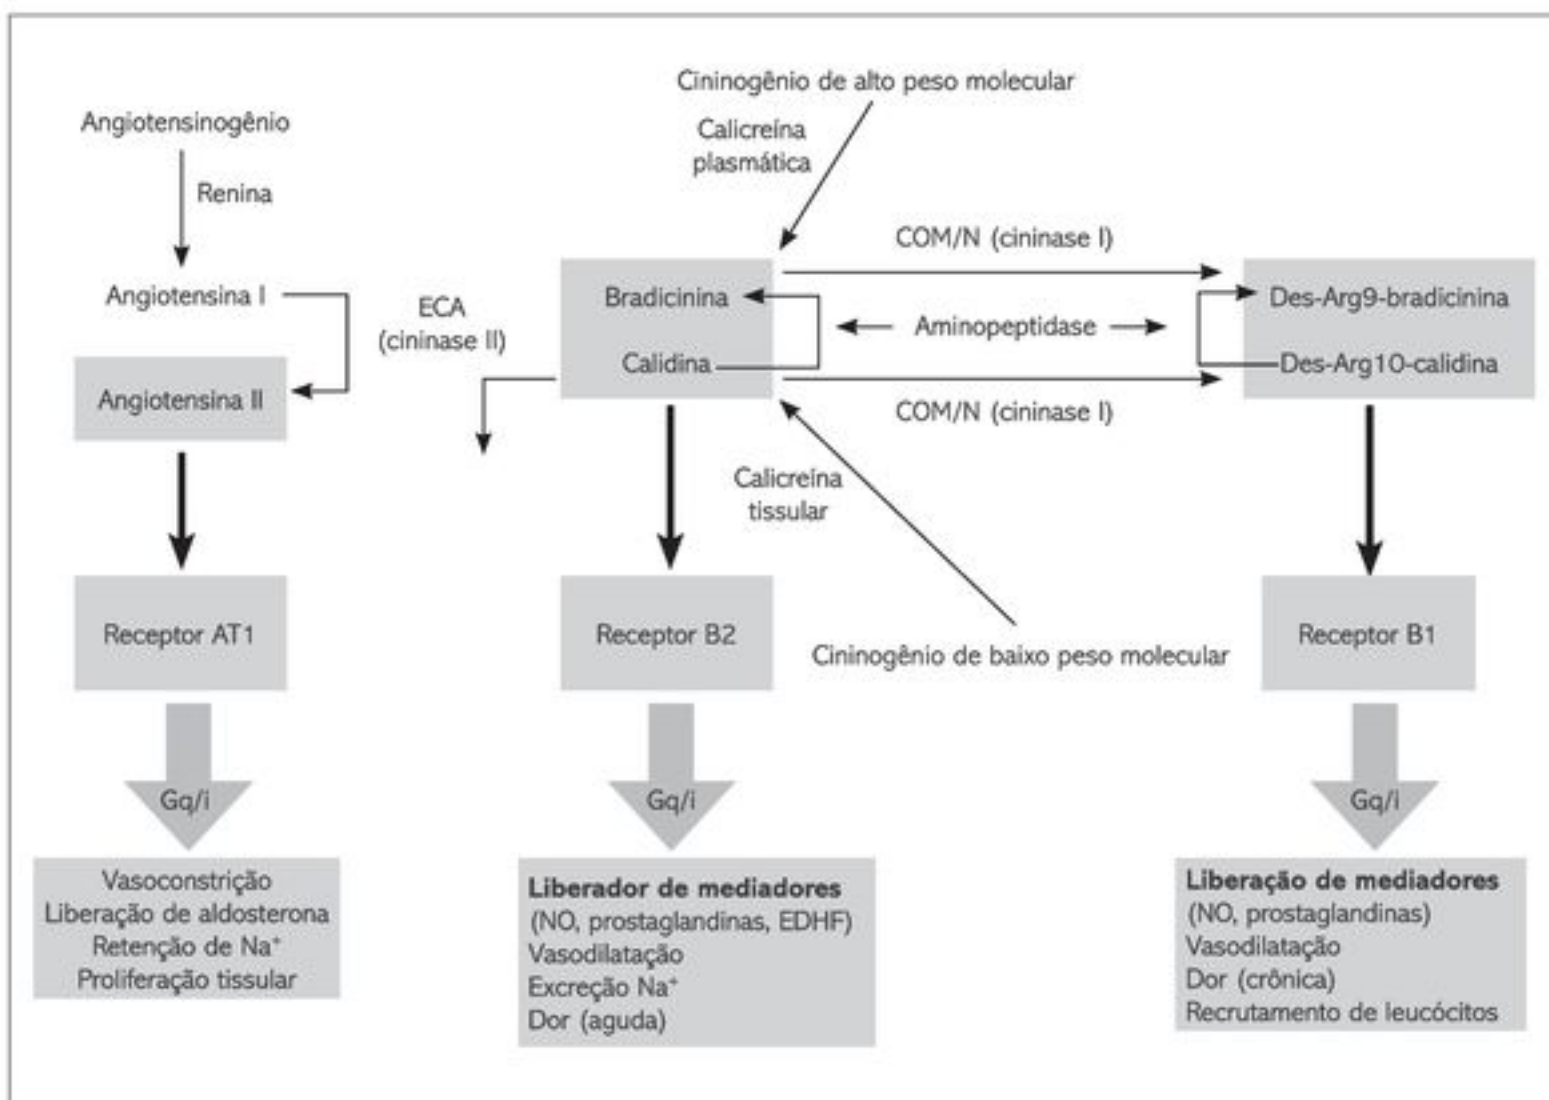 Angiotensinogênio
Renina
Angiotensina I
Angiotensina II
Receptor AT1
Gq/i
Vasoconstrição
Liberação de aldosterona
Retenção de Na⁺
Proliferação tissular
ECA
(cininase II)
Cininogênio de alto peso molecular
Calicreína
plasmática
Bradicinina
Calidina
COM/N (cininase I)
Aminopeptidase
COM/N (cininase I)
Calicreína
tissular
Cininogênio de baixo peso molecular
Receptor B2
Gq/i
Liberador de mediadores
(NO, prostaglandinas, EDHF)
Vasodilatação
Excreção Na⁺
Dor (aguda)
Des-Arg9-bradicinina
Des-Arg10-calidina
Receptor B1
Gq/i
Liberação de mediadores
(NO, prostaglandinas)
Vasodilatação
Dor (crônica)
Recrutamento de leucócitos